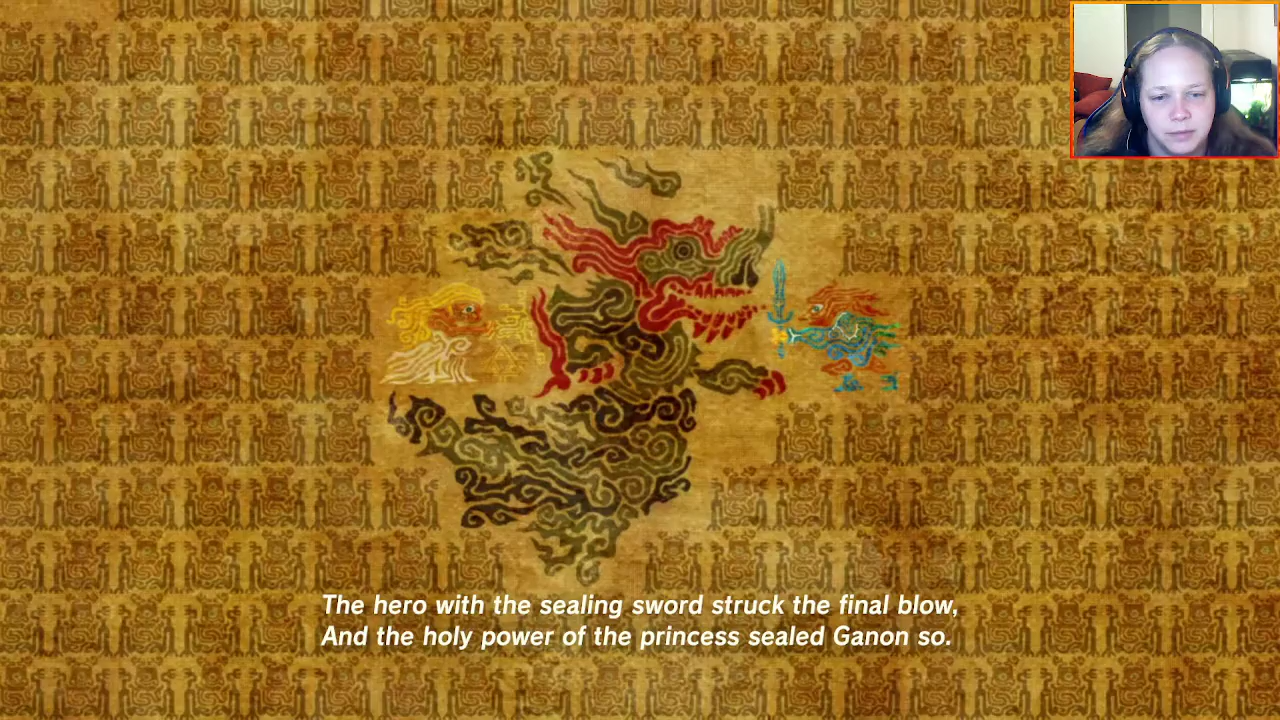 The hero with the sealing sword struck the final blow,
And the holy power of the princess sealed Ganon so.